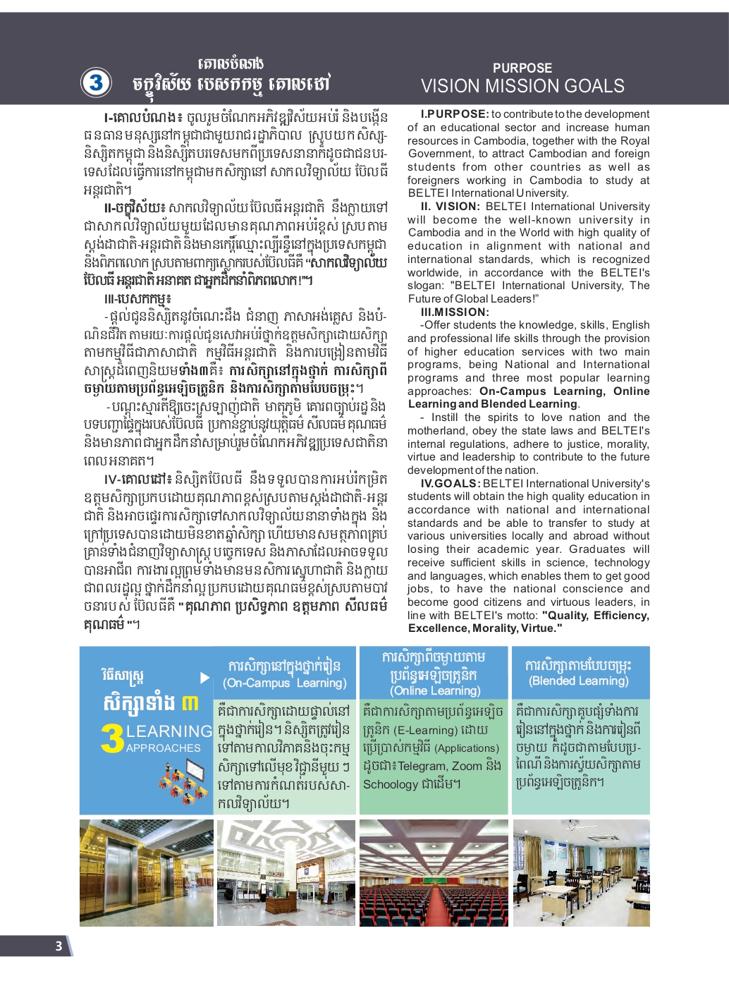 3
គោលបំណង
ចក្ខុវិស័យ បេសកកម្ម គោលដៅ
PURPOSE
VISION MISSION GOALS
I-គោលបំណង៖ ចូលរួមចំណែកអភិវឌ្ឍវិស័យអប់រំ និងបង្កើន
ធនធានមនុស្សនៅកម្ពុជាជាមួយរាជរដ្ឋាភិបាល ស្រូបយកសិស្ស-
និស្សិតកម្ពុជា និងនិស្សិតបរទេសមកពីប្រទេសនានាក៏ដូចជាជនបរ-
ទេសដែលធ្វើការនៅកម្ពុជាមកសិក្សានៅ សាកលវិទ្យាល័យ ប៊ែលធី
អន្តរជាតិ។
II-ចក្ខុវិស័យ៖ សាកលវិទ្យាល័យប៊ែលធីអន្តរជាតិ នឹងក្លាយទៅ
ជាសាកលវិទ្យាល័យមួយដែលមានគុណភាពអប់រំខ្ពស់ ស្របតាម
ស្តង់ដាជាតិ-អន្តរជាតិ និងមានកេរ្តិ៍ឈ្មោះល្បីរន្ទឺនៅក្នុងប្រទេសកម្ពុជា
និងពិភពលោក ស្របតាមពាក្យស្លោករបស់ប៊ែលធីគឺ “សាកលវិទ្យាល័យ
ប៊ែលធី អន្តរជាតិ អនាគត ជាអ្នកដឹកនាំពិភពលោក!”។
III-បេសកកម្ម៖
-ផ្តល់ជូននិស្សិតនូវចំណេះដឹង ជំនាញ ភាសាអង់គ្លេស និងបំ-
ណិនជីវិត តាមរយៈការផ្តល់ជូនសេវាអប់រំថ្នាក់ឧត្តមសិក្សាដោយសិក្សា
តាមកម្មវិធីជាភាសាជាតិ កម្មវិធីអន្តរជាតិ និងការបង្រៀនតាមវិធី
សាស្ត្រដ៏ពេញនិយមទាំង៣គឺ៖ ការសិក្សានៅក្នុងថ្នាក់ ការសិក្សាពី
ចម្ងាយតាមប្រព័ន្ធអេឡិចត្រូនិក និងការសិក្សាតាមបែបចម្រុះ។
-បណ្តុះស្មារតីឱ្យចេះស្រឡាញ់ជាតិ មាតុភូមិ គោរពច្បាប់រដ្ឋ និង
បទបញ្ជាផ្ទៃក្នុងរបស់ប៊ែលធី ប្រកាន់ខ្ជាប់នូវយុត្តិធម៌ សីលធម៌ គុណធម៌
និងមានភាពជាអ្នកដឹកនាំសម្រាប់រួមចំណែកអភិវឌ្ឍប្រទេសជាតិនា
ពេលអនាគត។
IV-គោលដៅ៖ និស្សិតប៊ែលធី នឹងទទួលបានការអប់រំកម្រិត
ឧត្តមសិក្សាប្រកបដោយគុណភាពខ្ពស់ស្របតាមស្តង់ដាជាតិ-អន្តរ
ជាតិ និងអាចផ្ទេរការសិក្សាទៅសាកលវិទ្យាល័យនានាទាំងក្នុង និង
ក្រៅប្រទេសបានដោយមិនខាតឆ្នាំសិក្សា ហើយមានសមត្ថភាពគ្រប់
គ្រាន់ទាំងជំនាញវិទ្យាសាស្ត្រ បច្ចេកទេស និងភាសាដែលអាចទទួល
បានអាជីព ការងារល្អព្រមទាំងមានមនសិការស្នេហាជាតិ និងក្លាយ
ជាពលរដ្ឋល្អ ថ្នាក់ដឹកនាំល្អ ប្រកបដោយគុណធម៌ខ្ពស់ស្របតាមបាវ
ចនារបស់ ប៊ែលធីគឺ "គុណភាព ប្រសិទ្ធភាព ឧត្តមភាព សីលធម៌
គុណធម៌"។
I.PURPOSE: to contribute to the development
of an educational sector and increase human
resources in Cambodia, together with the Royal
Government, to attract Cambodian and foreign
students from other countries as well as
foreigners working in Cambodia to study at
BELTEI International University.
II. VISION: BELTEI International University
will become the well-known university in
Cambodia and in the World with high quality of
education in alignment with national and
international standards, which is recognized
worldwide, in accordance with the BELTEI's
slogan: "BELTEI International University, The
Future of Global Leaders!”
III.MISSION:
-Offer students the knowledge, skills, English
and professional life skills through the provision
of higher education services with two main
programs, being National and International
programs and three most popular learning
approaches: On-Campus Learning, Online
Learning and Blended Learning.
- Instill the spirits to love nation and the
motherland, obey the state laws and BELTEI's
internal regulations, adhere to justice, morality,
virtue and leadership to contribute to the future
development of the nation.
IV.GOALS: BELTEI International University's
students will obtain the high quality education in
accordance with national and international
standards and be able to transfer to study at
various universities locally and abroad without
losing their academic year. Graduates will
receive sufficient skills in science, technology
and languages, which enables them to get good
jobs, to have the national conscience and
become good citizens and virtuous leaders, in
line with BELTEI's motto: "Quality, Efficiency,
Excellence, Morality, Virtue."
វិធីសាស្ត្រ
សិក្សាទាំង ៣
3 LEARNING
APPROACHES
ការសិក្សានៅក្នុងថ្នាក់រៀន
(On-Campus Learning)
គឺជាការសិក្សាដោយផ្ទាល់នៅ
ក្នុងថ្នាក់រៀន។ និស្សិតត្រូវរៀន
ទៅតាមកាលវិភាគនិងចុះកម្ម
សិក្សាទៅលើមុខវិជ្ជានីមួយៗ
ទៅតាមការកំណត់របស់សា-
កលវិទ្យាល័យ។
ការសិក្សាពីចម្ងាយតាម
ប្រព័ន្ធអេឡិចត្រូនិក
(Online Learning)
គឺជាការសិក្សាតាមប្រព័ន្ធអេឡិច
ត្រូនិក (E-Learning) ដោយ
ប្រើប្រាស់កម្មវិធី (Applications)
ដូចជា៖Telegram, Zoom និង
Schoology ជាដើម។
ការសិក្សាតាមបែបចម្រុះ
(Blended Learning)
គឺជាការសិក្សាគួបផ្សំទាំងការ
រៀននៅក្នុងថ្នាក់ និងការរៀនពី
ចម្ងាយ ក៏ដូចជាតាមបែបប្រ-
ពៃណី និងការស្វ័យសិក្សាតាម
ប្រព័ន្ធអេឡិចត្រូនិក។
3